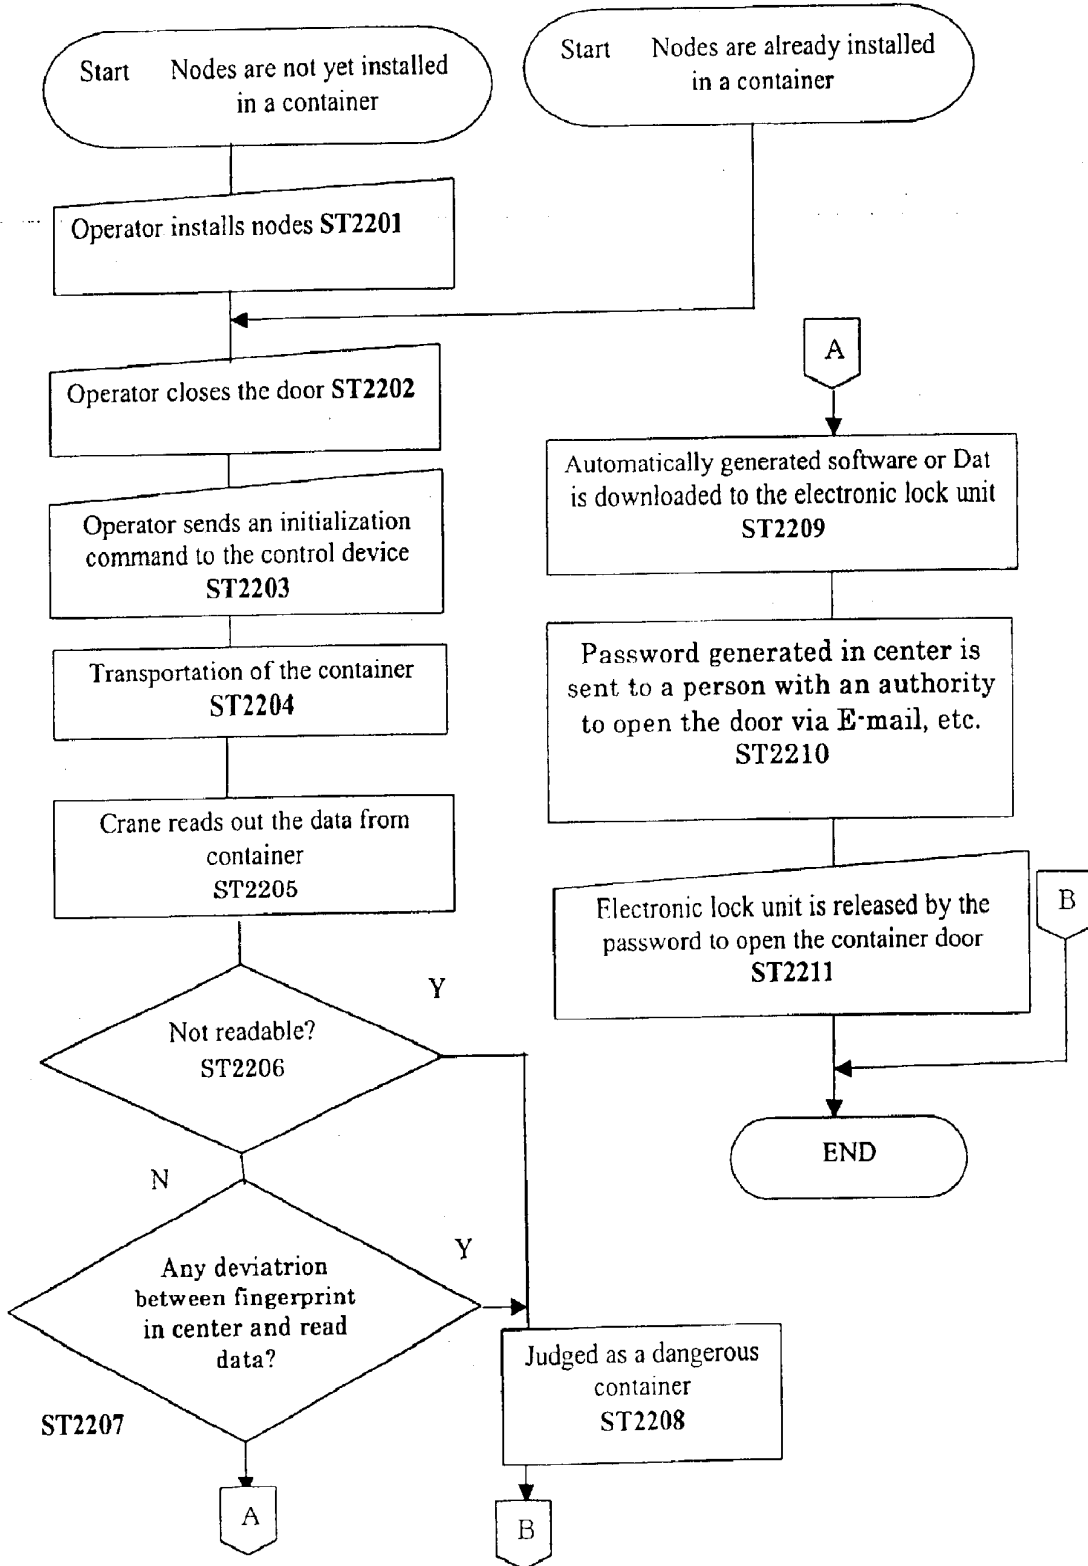 Start Nodes are not yet installed
in a container
Start Nodes are already installed
in a container
Operator installs nodes ST2201
Operator closes the door ST2202
Operator sends an initialization
command to the control device
ST2203
Transportation of the container
ST2204
Crane reads out the data from
container
ST2205
Not readable?
ST2206
Y
N
Any deviatrion
between fingerprint
in center and read
data?
Y
ST2207
Judged as a dangerous
container
ST2208
A
B
A
Automatically generated software or Dat
is downloaded to the electronic lock unit
ST2209
Password generated in center is
sent to a person with an authority
to open the door via E-mail, etc.
ST2210
Electronic lock unit is released by the
password to open the container door
ST2211
B
END